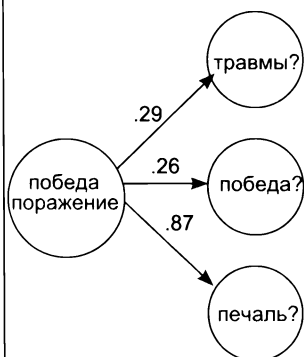 травмы?
.29
.26
победа
поражение
победа?
.87
печаль?